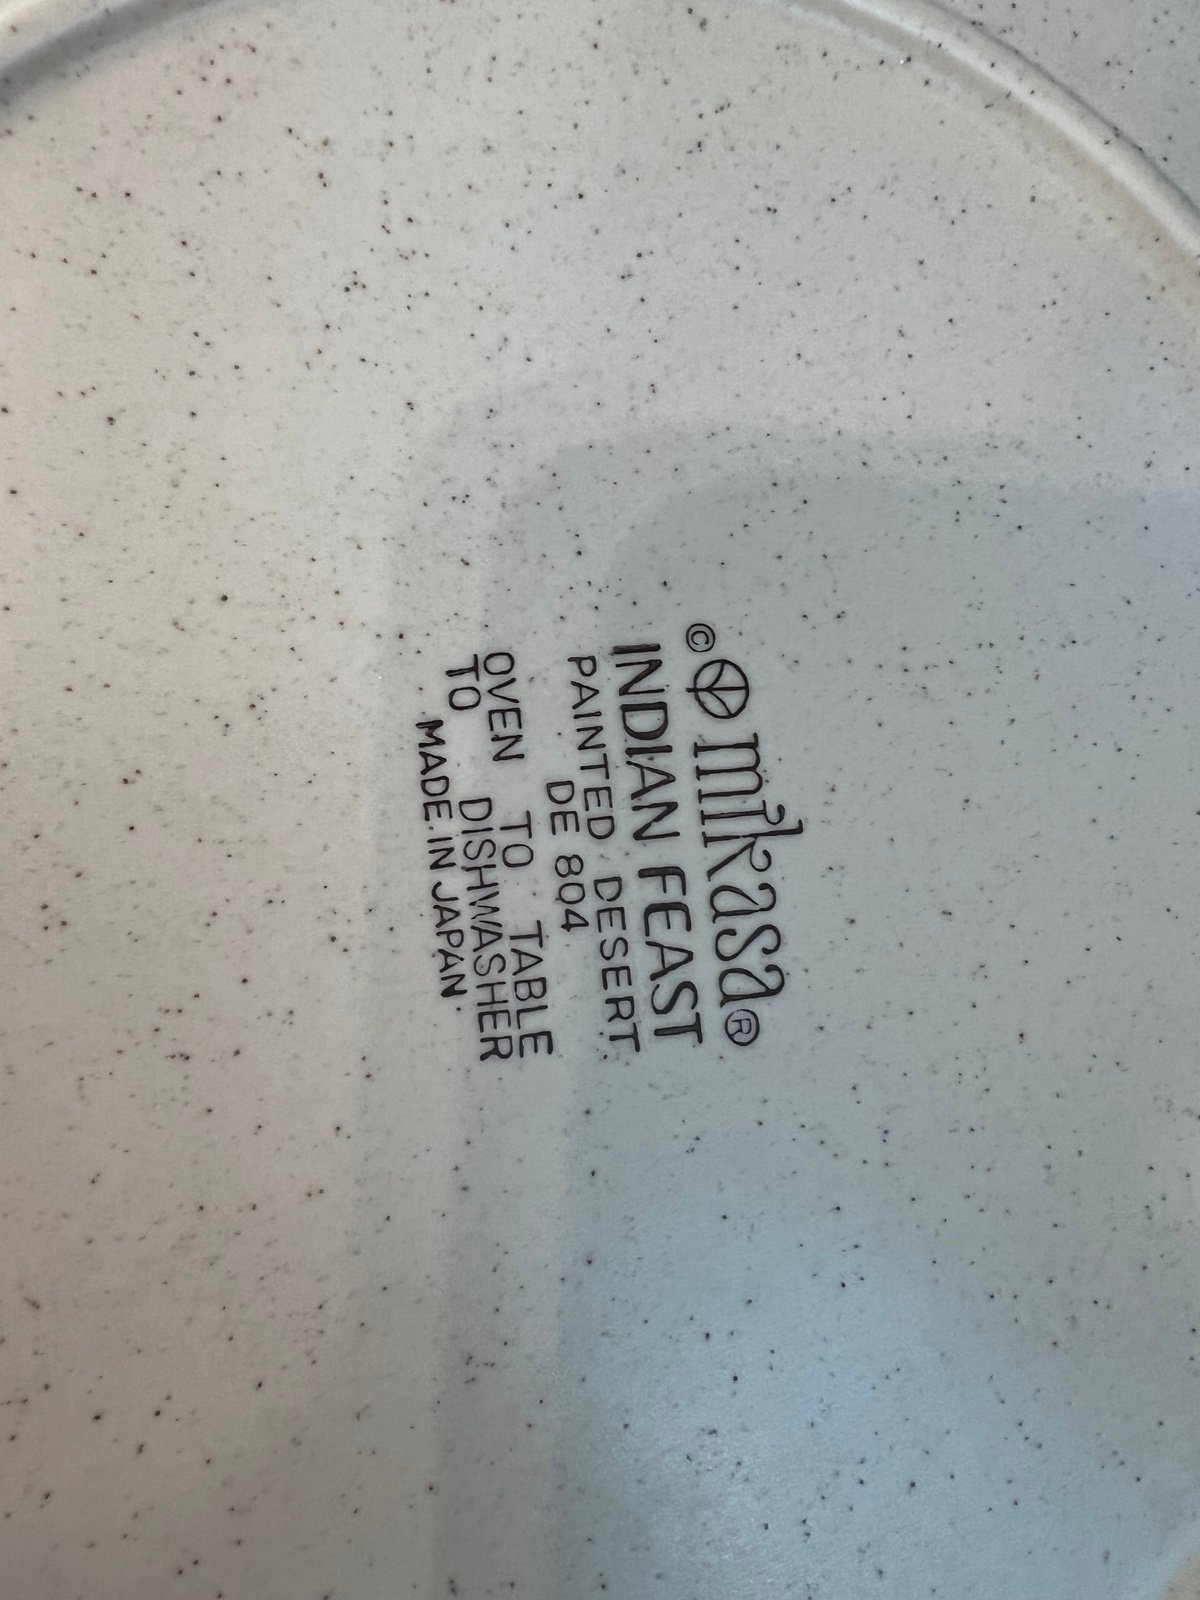 © mikasa ®
INDIAN FEAST
PAINTED DESERT
DE 804
OVEN TO TABLE
TO DISHWASHER
MADE IN JAPAN